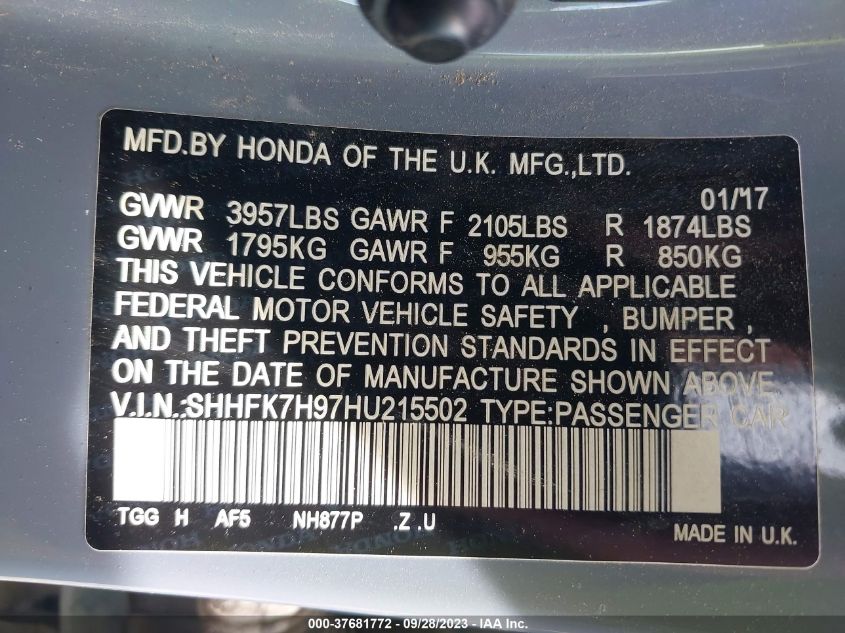 MFD.BY HONDA OF THE U.K. MFG.,LTD.
01/17
GVWR 3957LBS GAWR F 2105LBS R 1874LBS
GVWR 1795KG GAWR F 955KG R 850KG
THIS VEHICLE CONFORMS TO ALL APPLICABLE
FEDERAL MOTOR VEHICLE SAFETY , BUMPER ,
AND THEFT PREVENTION STANDARDS IN EFFECT
ON THE DATE OF MANUFACTURE SHOWN ABOVE.
V.I.N.:SHHFK7H97HU215502 TYPE:PASSENGER CAR
TGG H AF5 NH877P .Z .U
MADE IN U.K.
000-37681772 - 09/28/2023 - IAA Inc.